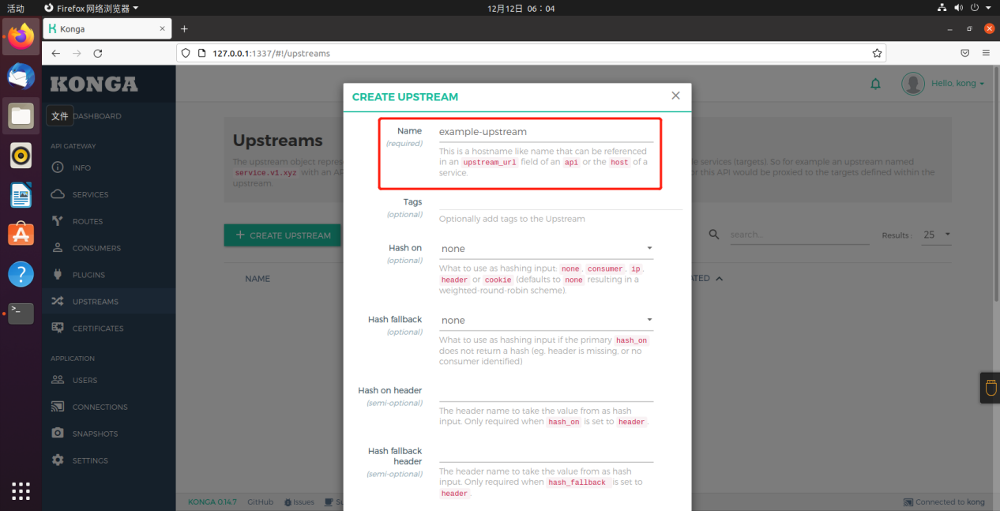 活动
Firefox 网络浏览器
12月12日 06：04
Konga
127.0.0.1:1337/#!/upstreams
KONGA
Hello, kong
文件
DASHBOARD
API GATEWAY
INFO
SERVICES
ROUTES
CONSUMERS
PLUGINS
UPSTREAMS
CERTIFICATES
APPLICATION
USERS
CONNECTIONS
SNAPSHOTS
SETTINGS
Upstreams
The upstream object repres
le services (targets). So for example an upstream named
service.v1.xyz with an AP
or this API would be proxied to the targets defined within the
upstream.
+ CREATE UPSTREAM
search...
Results :
25
NAME
ATED
CREATE UPSTREAM
Name
(required)
example-upstream
This is a hostname like name that can be referenced
in an upstream_url field of an api or the host of a
service.
Tags
(optional)
Optionally add tags to the Upstream
Hash on
(optional)
none
What to use as hashing input: none, consumer, ip,
header or cookie (defaults to none resulting in a
weighted-round-robin scheme).
Hash fallback
(optional)
none
What to use as hashing input if the primary hash_on
does not return a hash (eg. header is missing, or no
consumer identified)
Hash on header
(semi-optional)
The header name to take the value from as hash
input. Only required when hash_on is set to header.
Hash fallback
header
(semi-optional)
The header name to take the value from as hash
input. Only required when hash_fallback is set to
header.
KONGA 0.14.7
GitHub
Issues
Su
Connected to kong